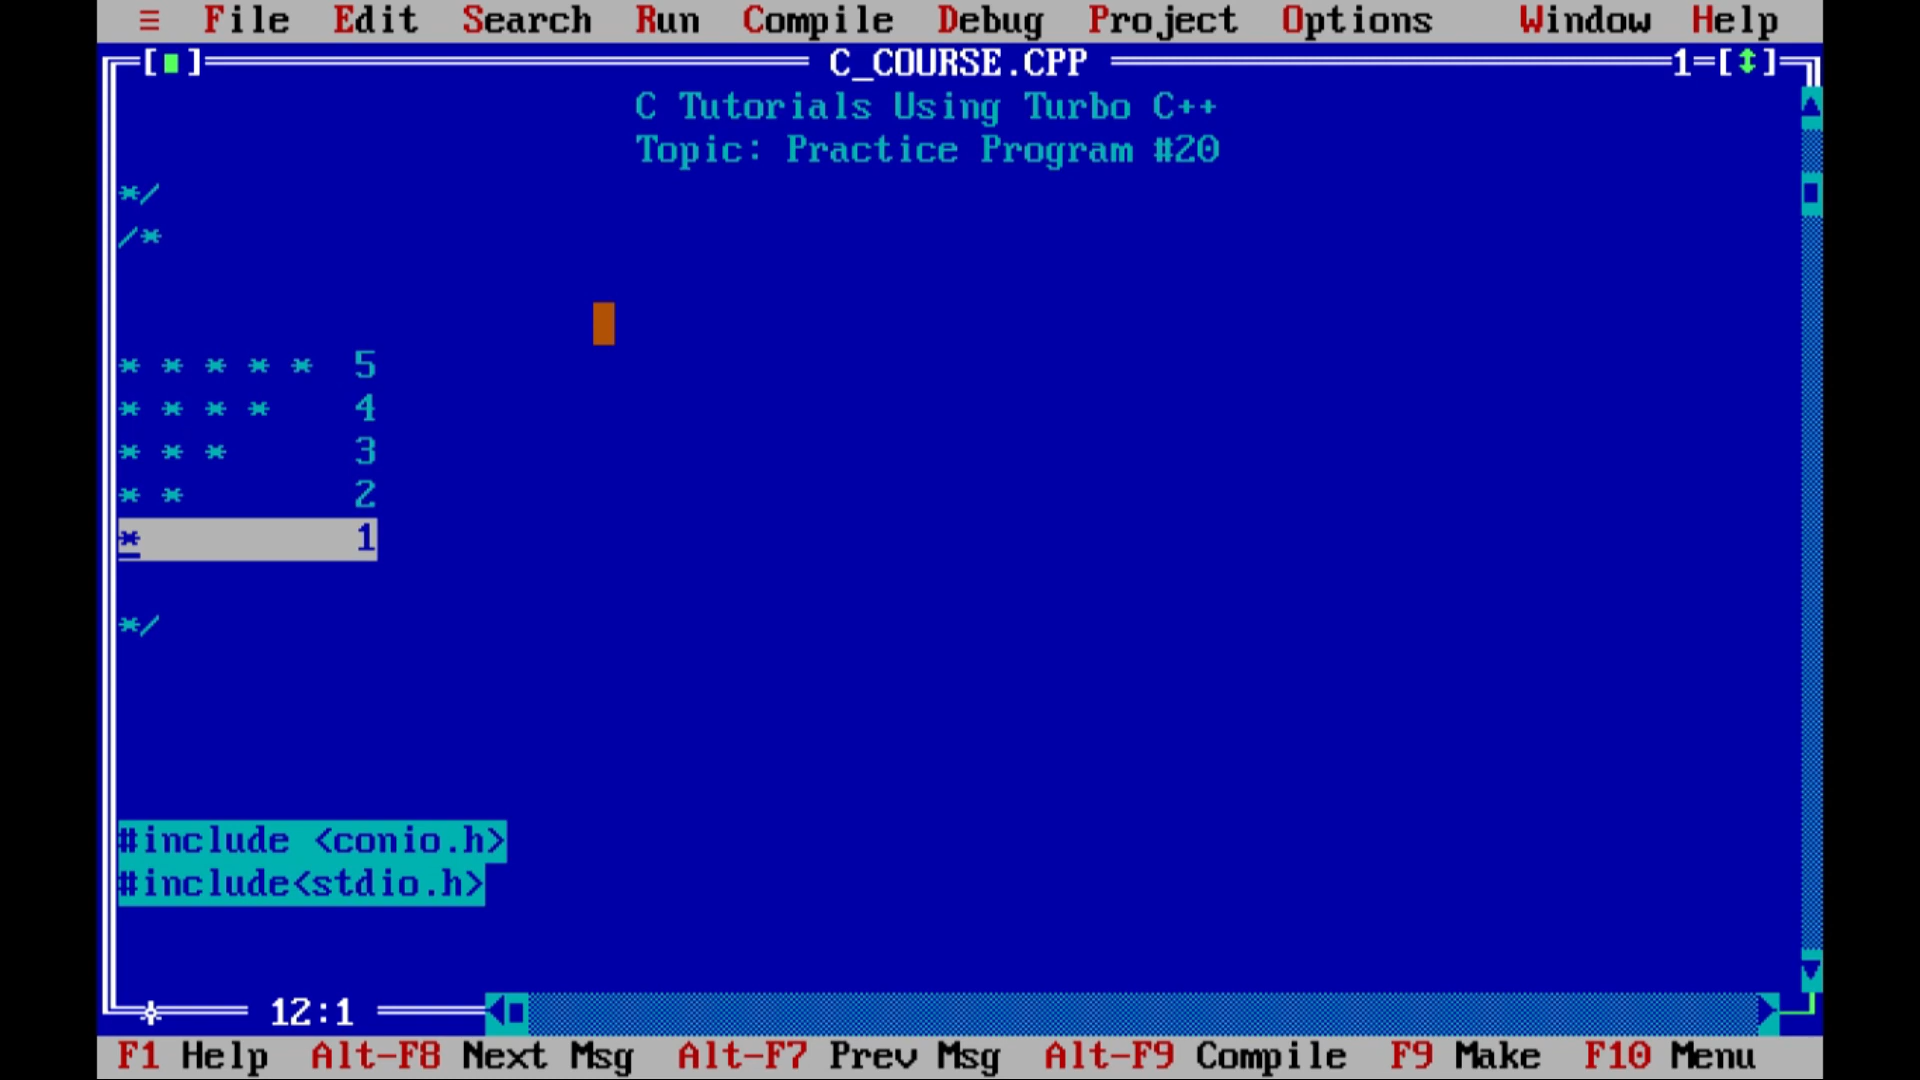 ≡ File Edit Search Run Compile Debug Project Options Window Help
[■] C_COURSE.CPP 1=[↕]
C Tutorials Using Turbo C++
Topic: Practice Program #20
*/
/*
* * * * * 5
* * * * 4
* * * 3
* * 2
* 1
*/
#include <conio.h>
#include<stdio.h>
12:1
F1 Help Alt-F8 Next Msg Alt-F7 Prev Msg Alt-F9 Compile F9 Make F10 Menu